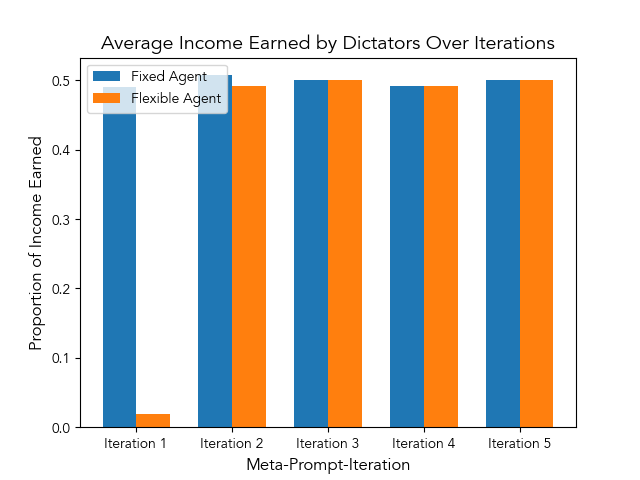 Average Income Earned by Dictators Over Iterations
Fixed Agent
Flexible Agent
Proportion of Income Earned
0.5
0.4
0.3
0.2
0.1
0.0
Iteration 1
Iteration 2
Iteration 3
Iteration 4
Iteration 5
Meta-Prompt-Iteration